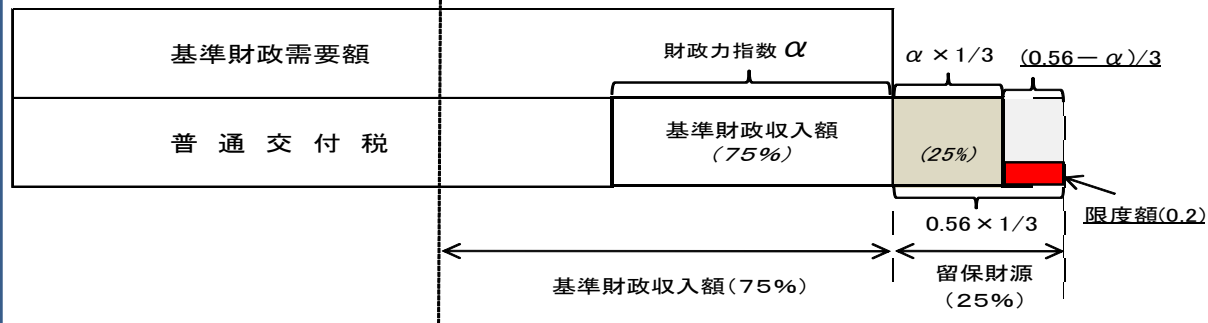 基準財政需要額
財政力指数 α
α × 1/3
(0.56－α)/3
普通交付税
基準財政収入額
(75%)
(25%)
限度額(0.2)
0.56 × 1/3
基準財政収入額(75%)
留保財源
(25%)